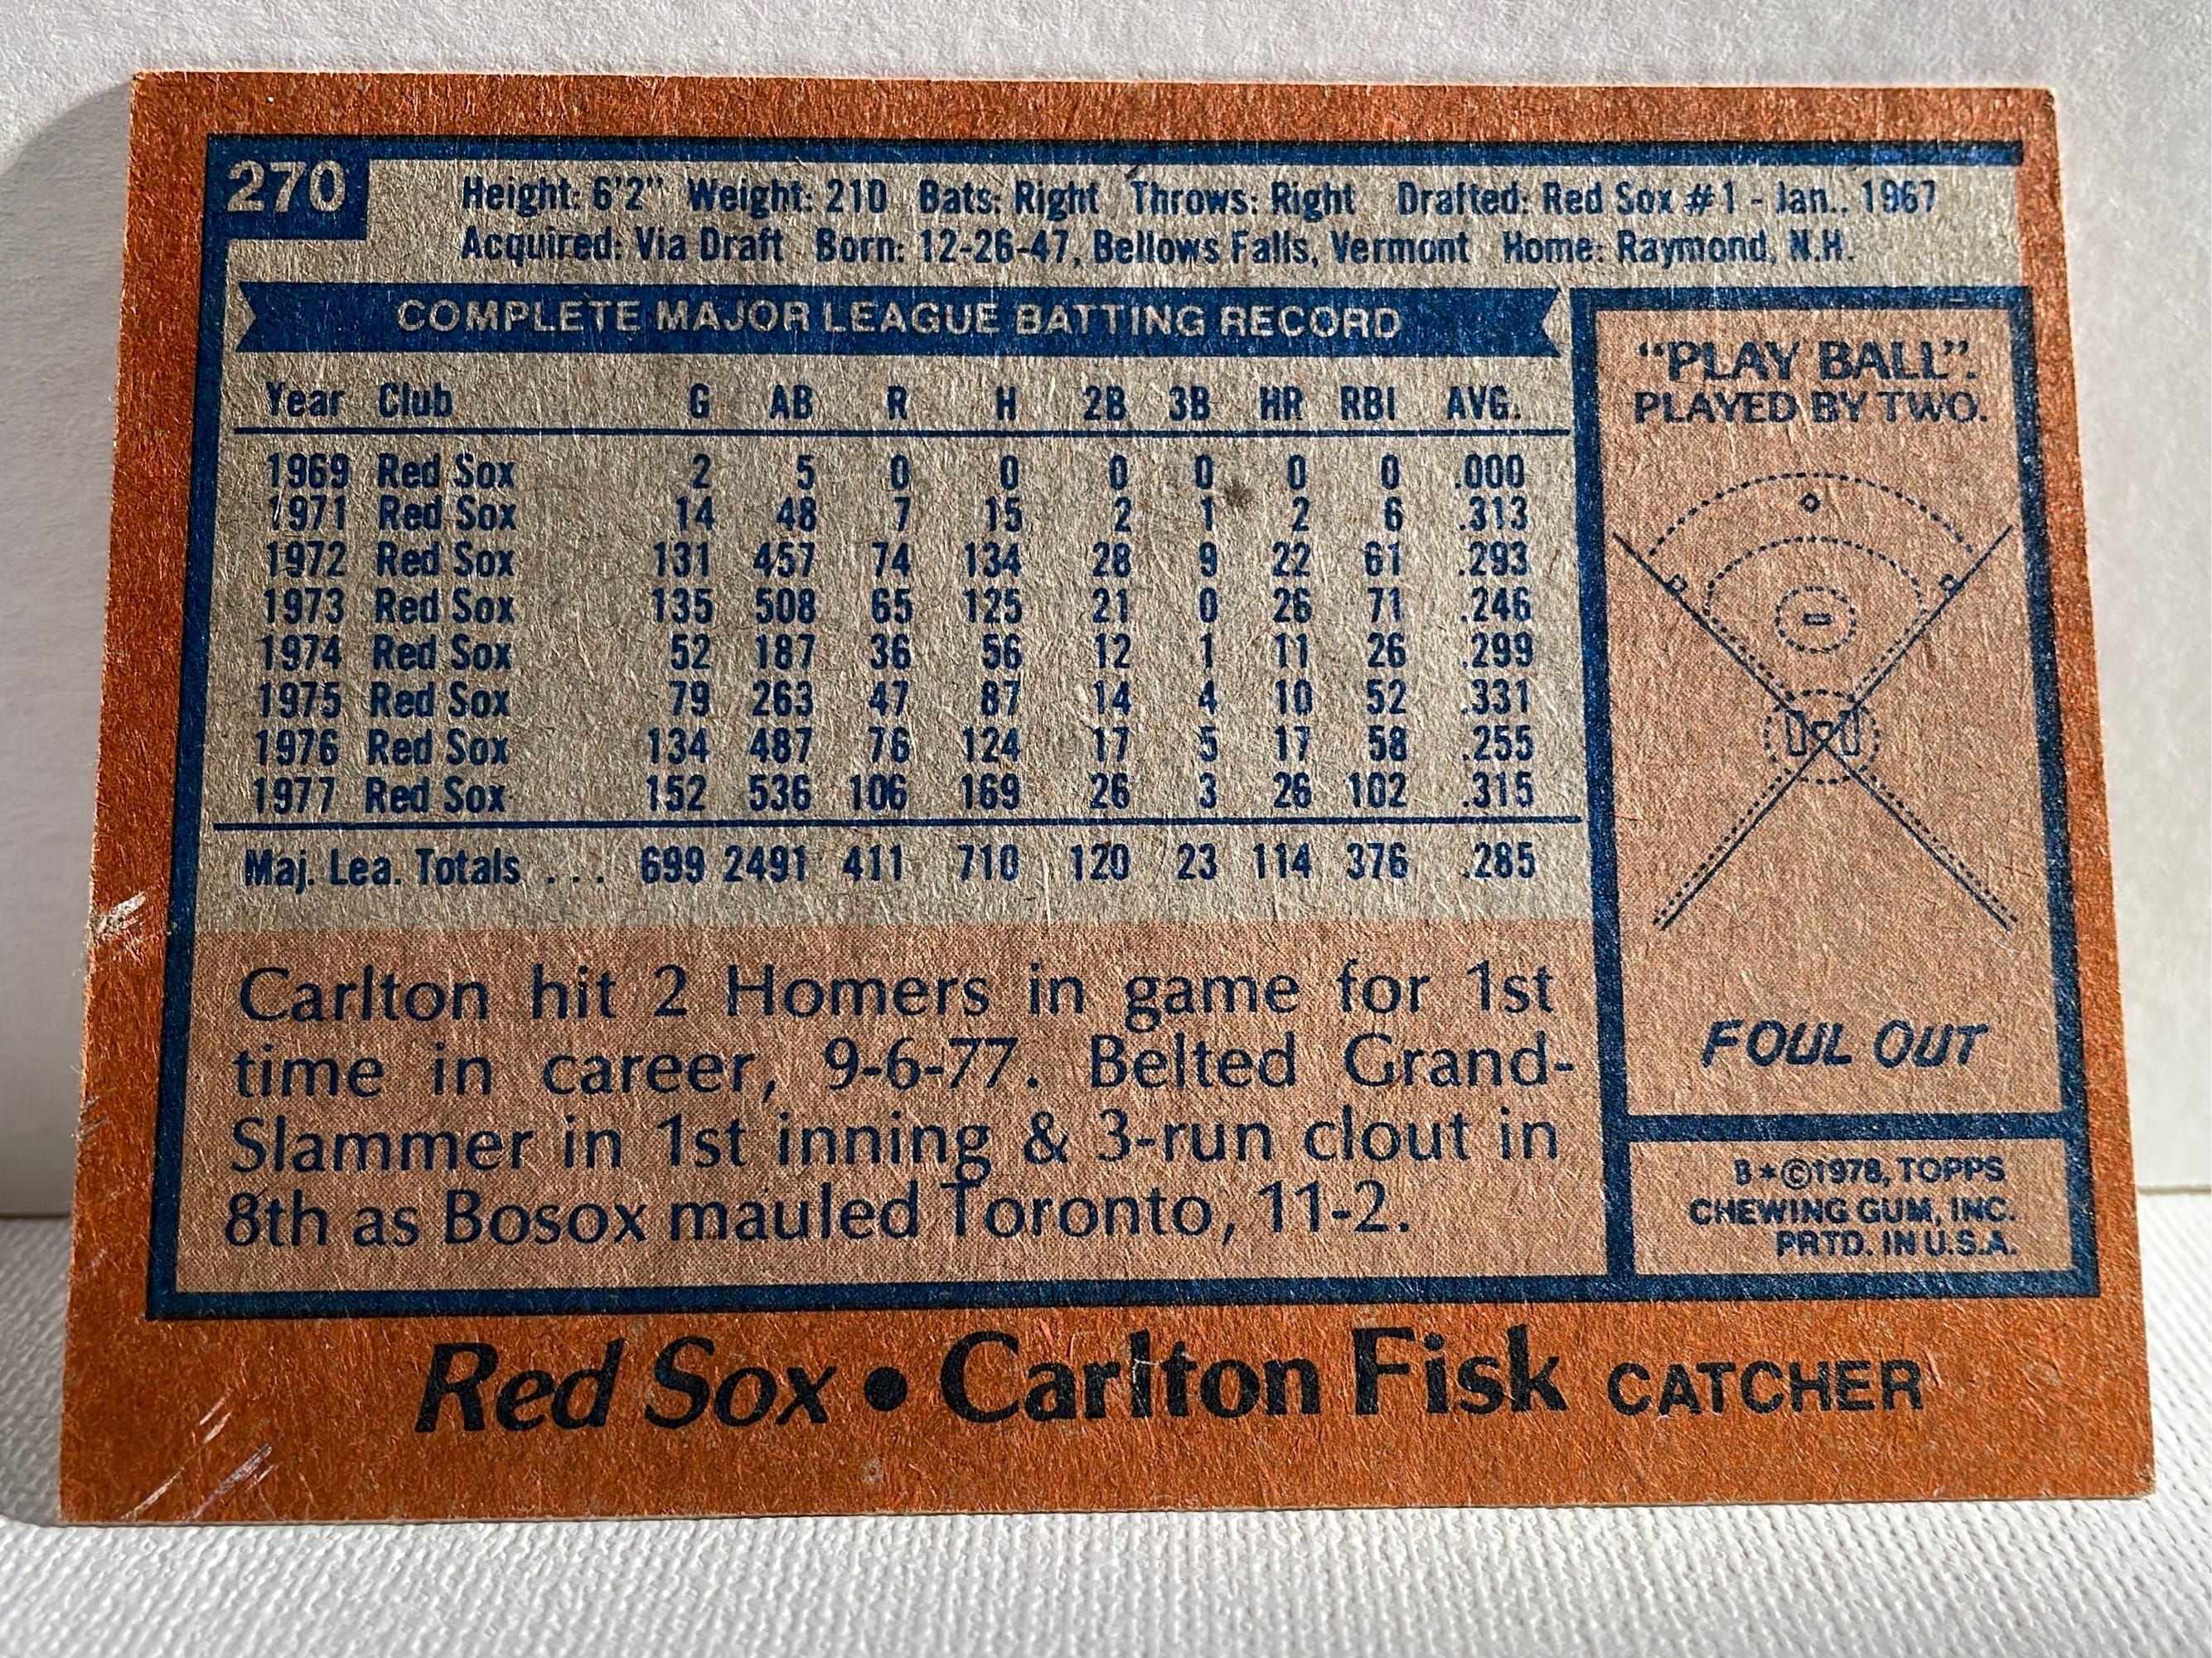 270
Height: 6'2" Weight: 210 Bats: Right Throws: Right Drafted: Red Sox #1 - Jan., 1967
Acquired: Via Draft Born: 12-26-47, Bellows Falls, Vermont Home: Raymond, N.H.
COMPLETE MAJOR LEAGUE BATTING RECORD
Year Club G AB R H 2B 3B HR RBI AVG.
1969 Red Sox 2 5 0 0 0 0 0 0 .000
1971 Red Sox 14 48 7 15 2 1 2 6 .313
1972 Red Sox 131 457 74 134 28 9 22 61 .293
1973 Red Sox 135 508 65 125 21 0 26 71 .246
1974 Red Sox 52 187 36 56 12 1 11 26 .299
1975 Red Sox 79 263 47 87 14 4 10 52 .331
1976 Red Sox 134 487 76 124 17 5 17 58 .255
1977 Red Sox 152 536 106 169 26 3 26 102 .315
Maj. Lea. Totals . . . 699 2491 411 710 120 23 114 376 .285
Carlton hit 2 Homers in game for 1st
time in career, 9-6-77. Belted Grand-
Slammer in 1st inning & 3-run clout in
8th as Bosox mauled Toronto, 11-2.
"PLAY BALL".
PLAYED BY TWO.
FOUL OUT
B*©1978, TOPPS
CHEWING GUM, INC.
PRTD. IN U.S.A.
Red Sox • Carlton Fisk CATCHER